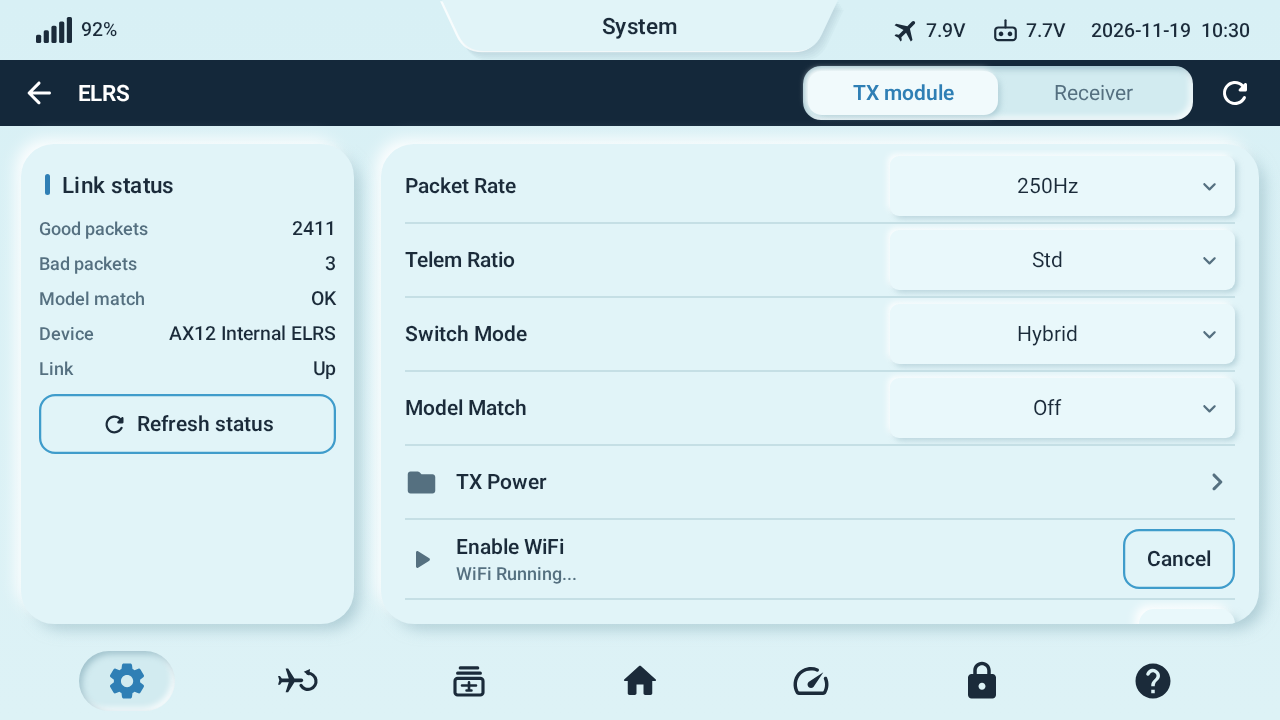 92%
System
7.9V
7.7V
2026-11-19 10:30
ELRS
TX module
Receiver
Link status
Good packets 2411
Bad packets 3
Model match OK
Device AX12 Internal ELRS
Link Up
Refresh status
Packet Rate 250Hz
Telem Ratio Std
Switch Mode Hybrid
Model Match Off
TX Power
Enable WiFi
WiFi Running...
Cancel